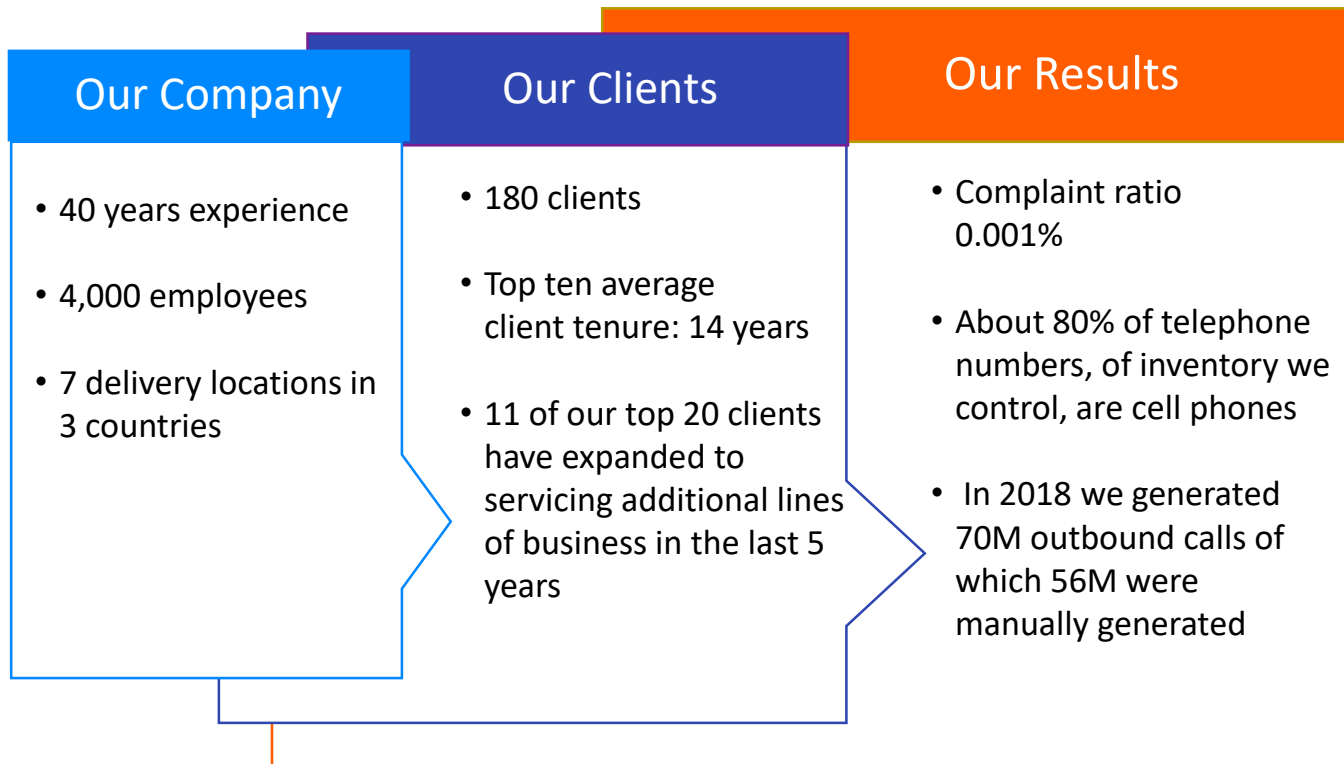 Our Company
• 40 years experience
• 4,000 employees
• 7 delivery locations in
3 countries
Our Clients
• 180 clients
• Top ten average
client tenure: 14 years
• 11 of our top 20 clients
have expanded to
servicing additional lines
of business in the last 5
years
Our Results
• Complaint ratio
0.001%
• About 80% of telephone
numbers, of inventory we
control, are cell phones
• In 2018 we generated
70M outbound calls of
which 56M were
manually generated